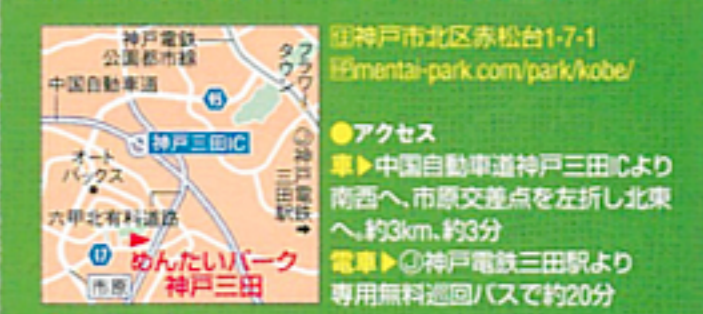 神戸電鉄
公園都市線
中国自動車道
フラワー
タウン
95
神戸三田IC
オート
バックス
六甲北有料道路
三田駅
17
めんたいパーク
神戸三田
市原
住神戸市北区赤松台1-7-1
HPmentai-park.com/park/kobe/
●アクセス
車▶中国自動車道神戸三田ICより
南西へ、市原交差点を左折し北東
へ。約3km、約3分
電車▶①神戸電鉄三田駅より
専用無料巡回バスで約20分